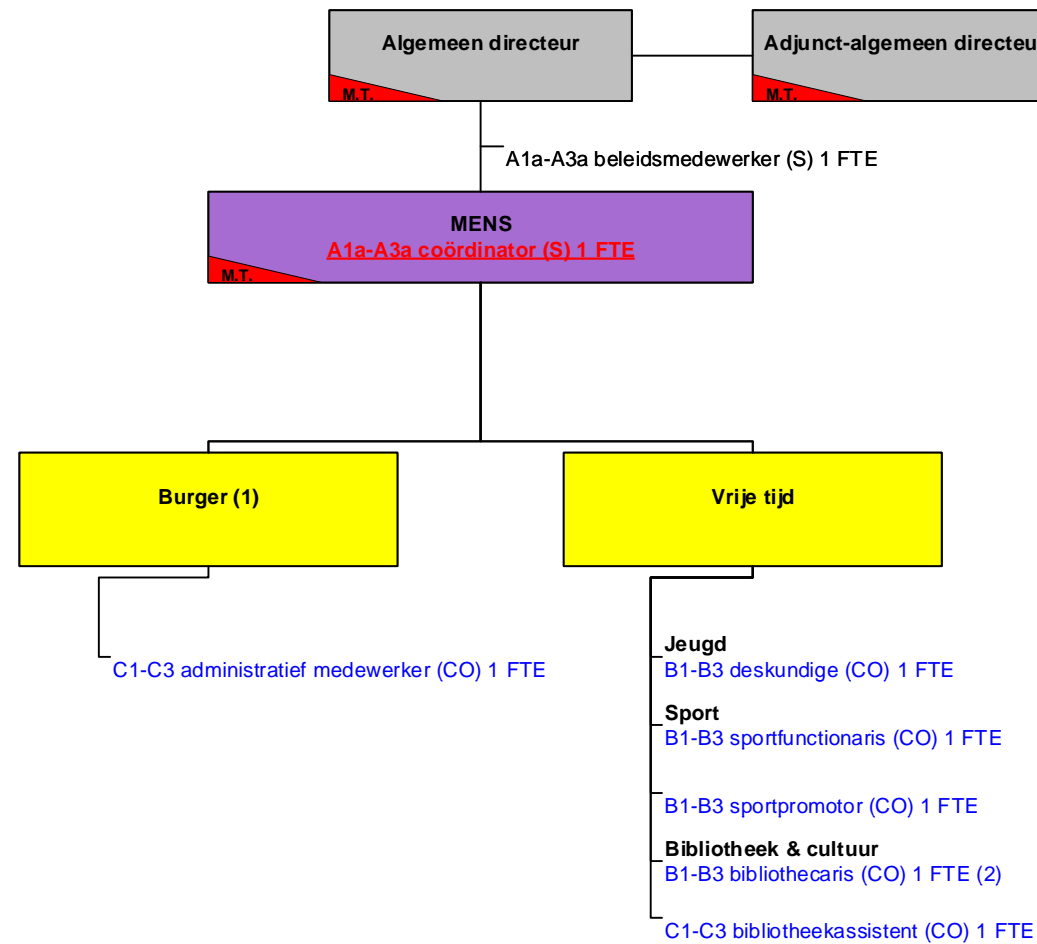 Algemeen directeur
M.T.
Adjunct-algemeen directeu
M.T.
A1a-A3a beleidsmedewerker (S) 1 FTE
MENS
A1a-A3a coördinator (S) 1 FTE
M.T.
Burger (1)
C1-C3 administratief medewerker (CO) 1 FTE
Vrije tijd
Jeugd
B1-B3 deskundige (CO) 1 FTE
Sport
B1-B3 sportfunctionaris (CO) 1 FTE
B1-B3 sportpromotor (CO) 1 FTE
Bibliotheek & cultuur
B1-B3 bibliothecaris (CO) 1 FTE (2)
C1-C3 bibliotheekassistent (CO) 1 FTE